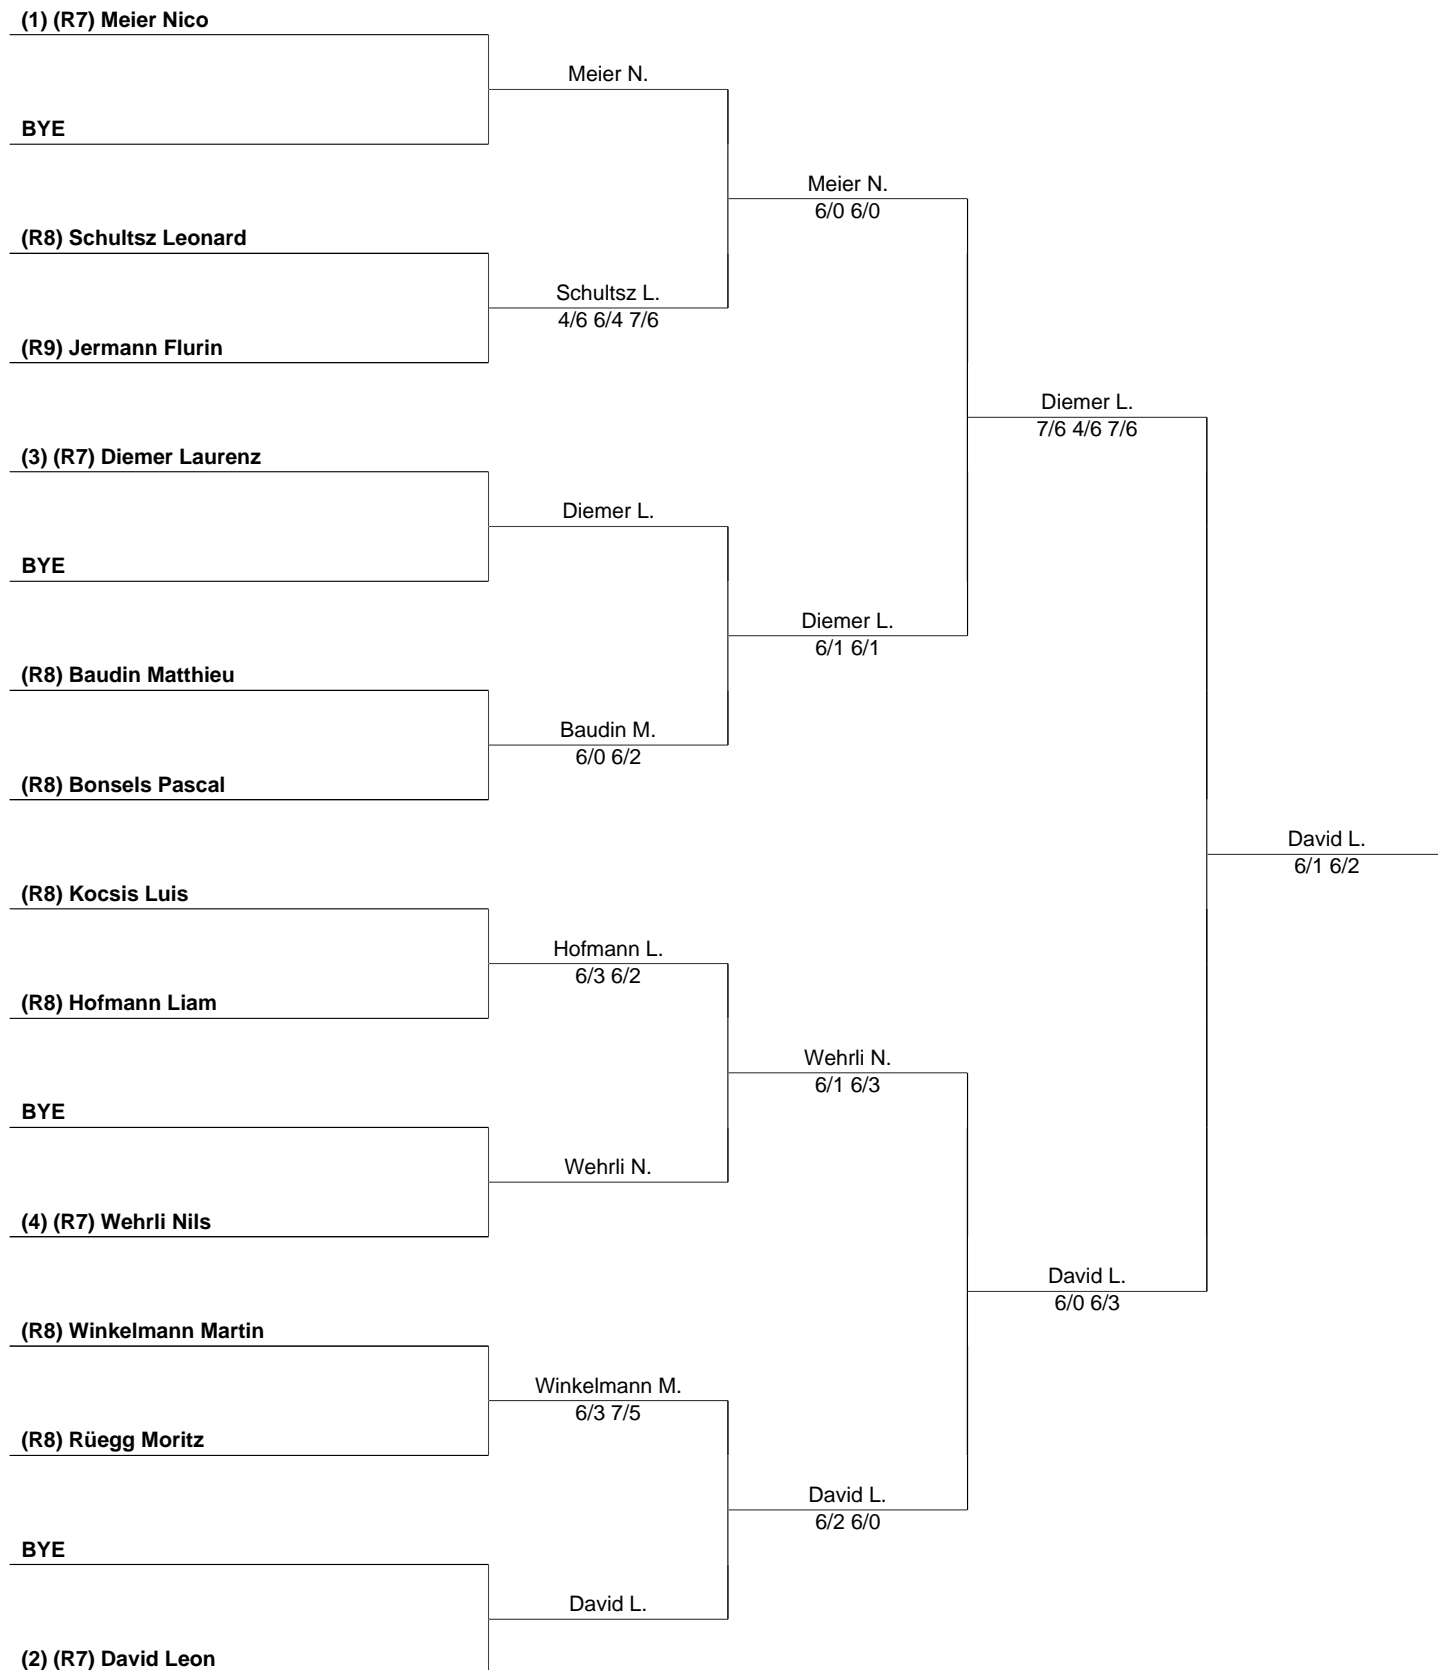 (1) (R7) Meier Nico
Meier N.
BYE
Meier N.
6/0 6/0
(R8) Schultsz Leonard
Schultsz L.
4/6 6/4 7/6
(R9) Jermann Flurin
Diemer L.
7/6 4/6 7/6
(3) (R7) Diemer Laurenz
Diemer L.
BYE
Diemer L.
6/1 6/1
(R8) Baudin Matthieu
Baudin M.
6/0 6/2
(R8) Bonsels Pascal
David L.
6/1 6/2
(R8) Kocsis Luis
Hofmann L.
6/3 6/2
(R8) Hofmann Liam
Wehrli N.
6/1 6/3
BYE
Wehrli N.
(4) (R7) Wehrli Nils
David L.
6/0 6/3
(R8) Winkelmann Martin
Winkelmann M.
6/3 7/5
(R8) Rüegg Moritz
David L.
6/2 6/0
BYE
David L.
(2) (R7) David Leon